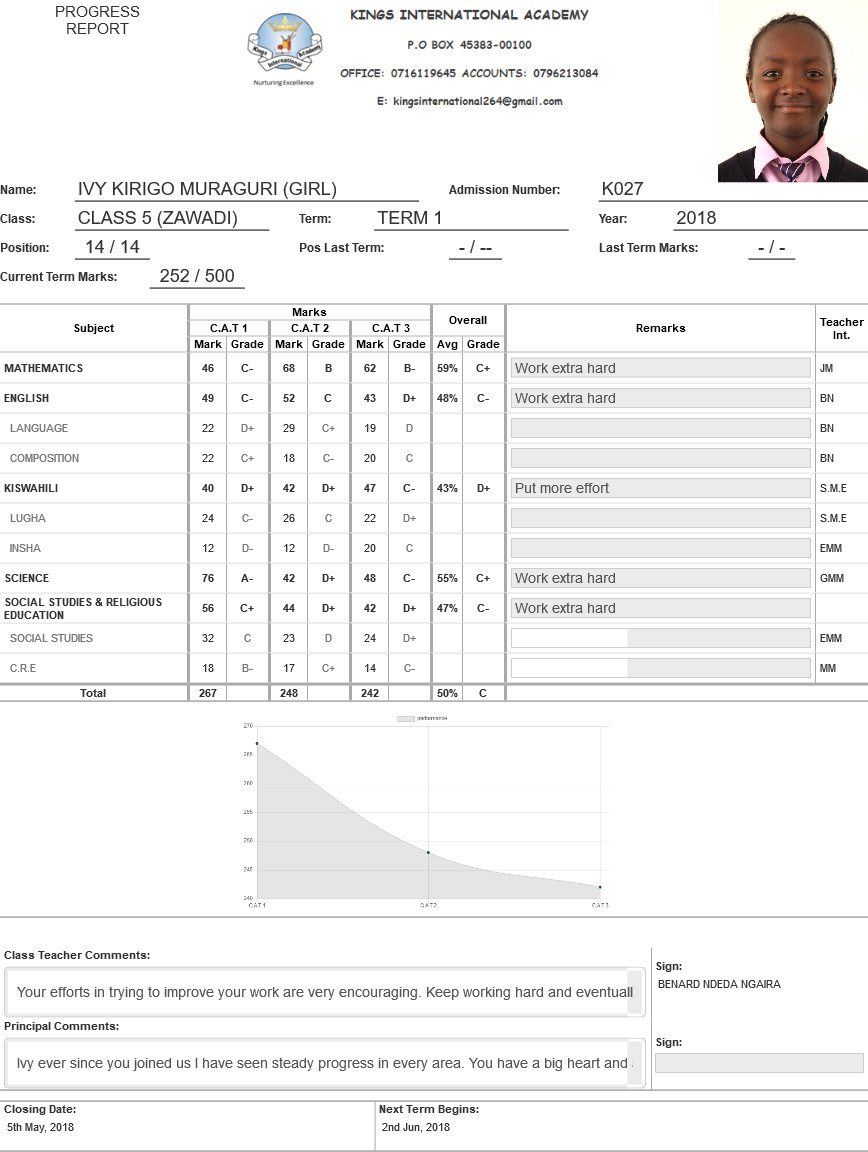 PROGRESS
REPORT
KINGS INTERNATIONAL ACADEMY
P.O BOX 45383-00100
OFFICE: 0716119645 ACCOUNTS: 0796213084
E: kingsinternational264@gmail.com
Kings International Academy
Nurturing Excellence
Name: IVY KIRIGO MURAGURI (GIRL) Admission Number: K027
Class: CLASS 5 (ZAWADI) Term: TERM 1 Year: 2018
Position: 14 / 14 Pos Last Term: - / -- Last Term Marks: - / -
Current Term Marks: 252 / 500
Subject Marks Overall Remarks Teacher Int.
C.A.T 1 C.A.T 2 C.A.T 3
Mark Grade Mark Grade Mark Grade Avg Grade
MATHEMATICS 46 C- 68 B 62 B- 59% C+ Work extra hard JM
ENGLISH 49 C- 52 C 43 D+ 48% C- Work extra hard BN
LANGUAGE 22 D+ 29 C+ 19 D BN
COMPOSITION 22 C+ 18 C- 20 C BN
KISWAHILI 40 D+ 42 D+ 47 C- 43% D+ Put more effort S.M.E
LUGHA 24 C- 26 C 22 D+ S.M.E
INSHA 12 D- 12 D- 20 C EMM
SCIENCE 76 A- 42 D+ 48 C- 55% C+ Work extra hard GMM
SOCIAL STUDIES & RELIGIOUS
EDUCATION 56 C+ 44 D+ 42 D+ 47% C- Work extra hard
SOCIAL STUDIES 32 C 23 D 24 D+ EMM
C.R.E 18 B- 17 C+ 14 C- MM
Total 267 248 242 50% C
performance
270
265
260
255
250
245
240
CAT1 CAT2 CAT3
Class Teacher Comments:
Your efforts in trying to improve your work are very encouraging. Keep working hard and eventuall
Sign:
BENARD NDEDA NGAIRA
Principal Comments:
Ivy ever since you joined us I have seen steady progress in every area. You have a big heart and
Sign:
Closing Date: Next Term Begins:
5th May, 2018 2nd Jun, 2018